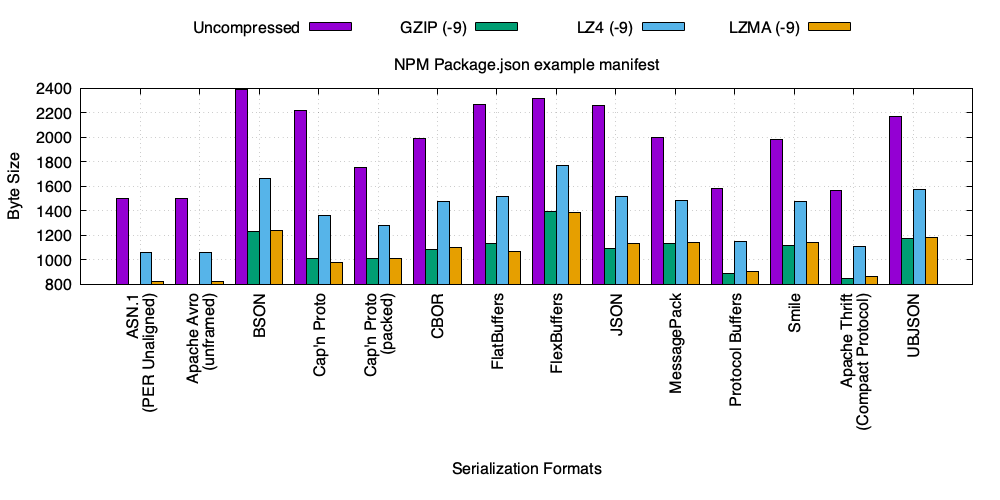 Uncompressed GZIP (-9) LZ4 (-9) LZMA (-9)
NPM Package.json example manifest
Byte Size
2400
2200
2000
1800
1600
1400
1200
1000
800
ASN.1
(PER Unaligned)
Apache Avro
(unframed)
BSON
Cap'n Proto
Cap'n Proto
(packed)
CBOR
FlatBuffers
FlexBuffers
JSON
MessagePack
Protocol Buffers
Smile
Apache Thrift
(Compact Protocol)
UBJSON
Serialization Formats